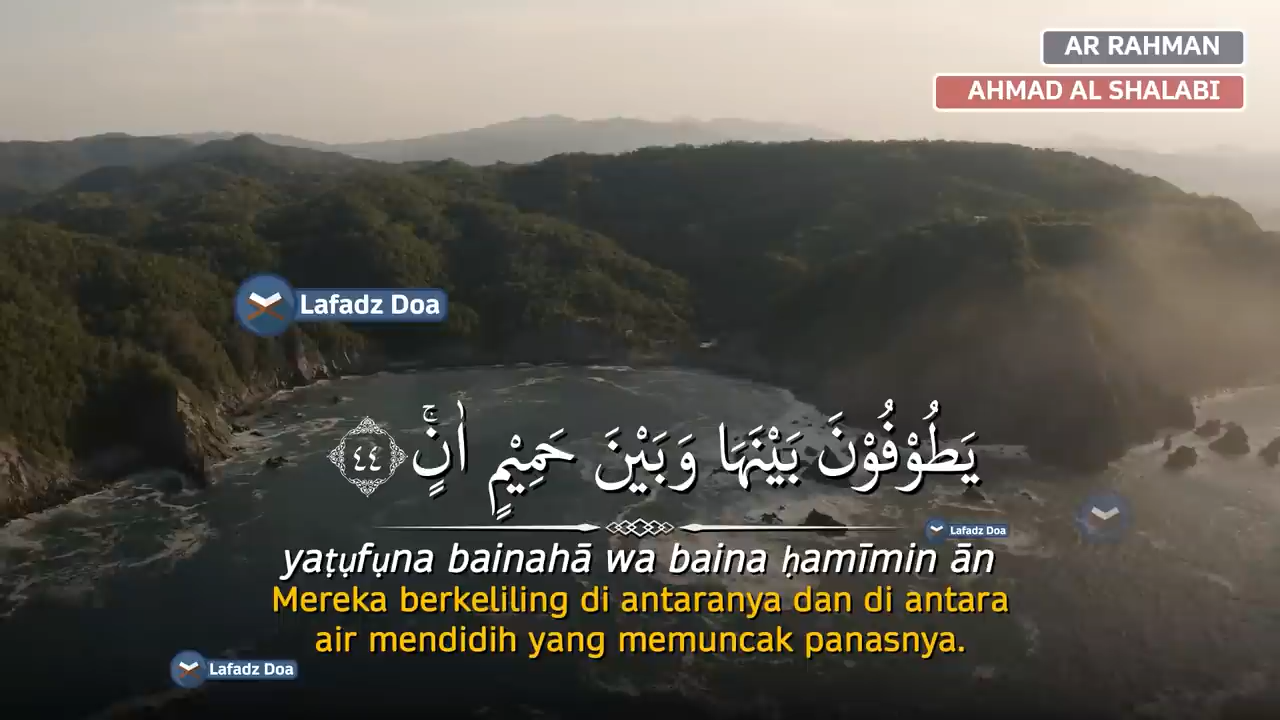 AR RAHMAN
AHMAD AL SHALABI
Lafadz Doa
يَطُوْفُوْنَ بَيْنَهَا وَبَيْنَ حَمِيْمٍ اٰنٍۚ ٤٤
Lafadz Doa
yaṭụfụna bainahā wa baina ḥamīmin ān
Mereka berkeliling di antaranya dan di antara
air mendidih yang memuncak panasnya.
Lafadz Doa